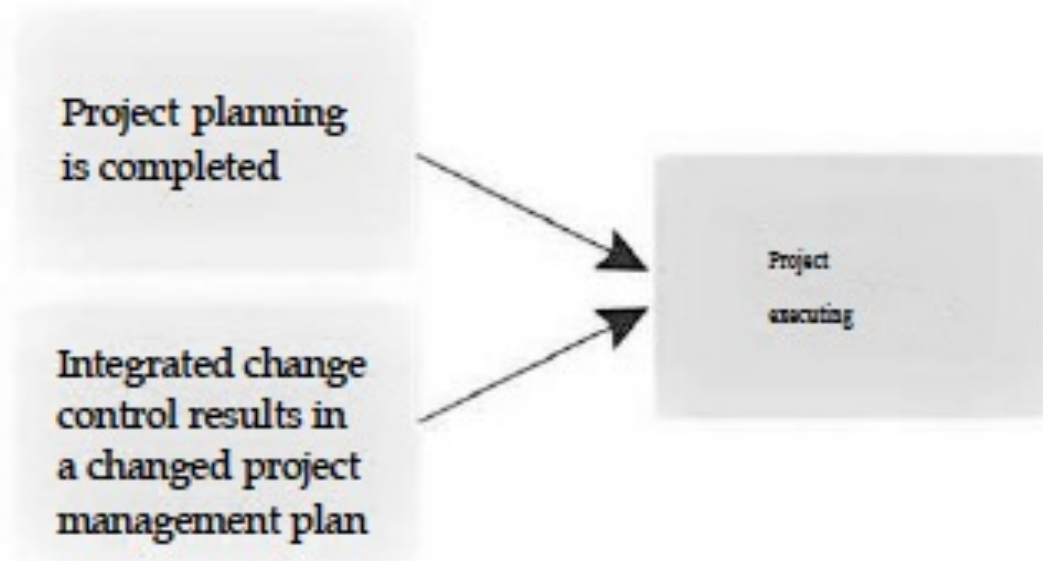 Project planning
is completed
Project
executing
Integrated change
control results in
a changed project
management plan